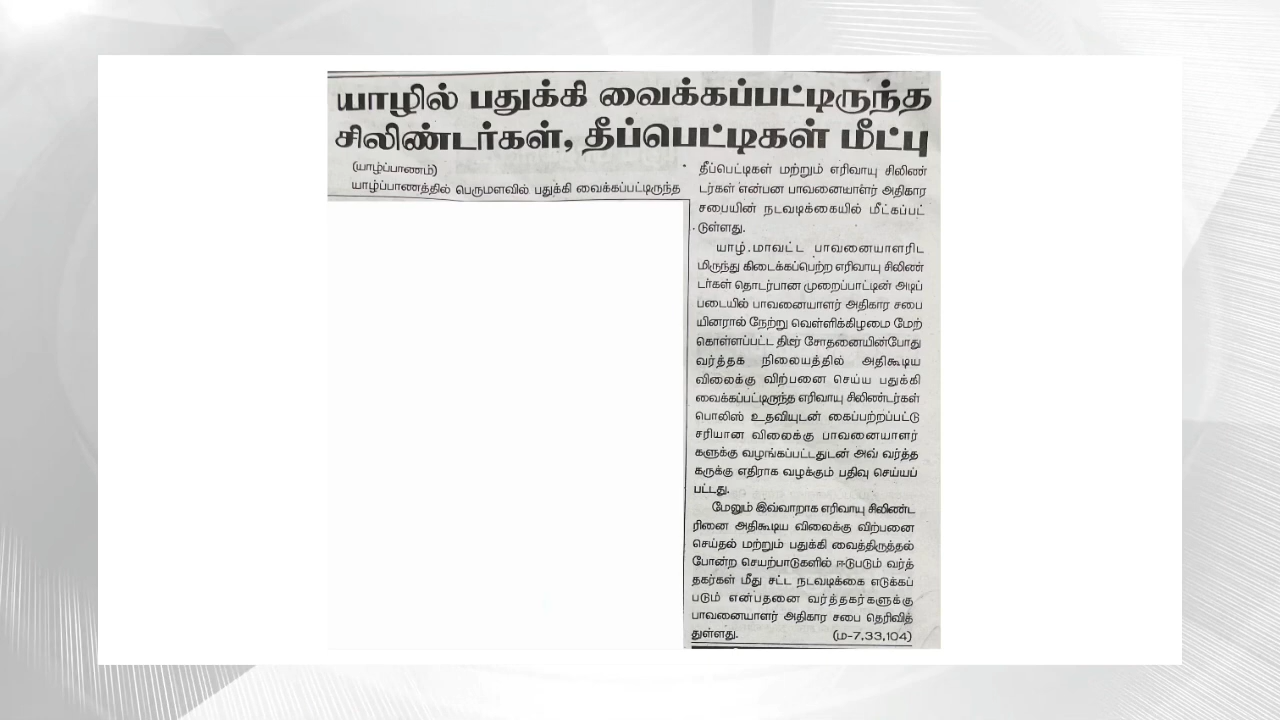 யாழில் பதுக்கி வைக்கப்பட்டிருந்த
சிலிண்டர்கள், தீப்பெட்டிகள் மீட்பு
(யாழ்ப்பாணம்)
யாழ்ப்பாணத்தில் பெருமளவில் பதுக்கி வைக்கப்பட்டிருந்த
தீப்பெட்டிகள் மற்றும் எரிவாயு சிலிண்
டர்கள் என்பன பாவனையாளர் அதிகார
சபையின் நடவடிக்கையில் மீட்கப்பட்
டுள்ளது.
யாழ்.மாவட்ட பாவனையாளரிட
மிருந்து கிடைக்கப்பெற்ற எரிவாயு சிலிண்
டர்கள் தொடர்பான முறைப்பாட்டின் அடிப்
படையில் பாவனையாளர் அதிகார சபை
யினரால் நேற்று வெள்ளிக்கிழமை மேற்
கொள்ளப்பட்ட திடீர் சோதனையின்போது
வர்த்தக நிலையத்தில் அதிகூடிய
விலைக்கு விற்பனை செய்ய பதுக்கி
வைக்கப்பட்டிருந்த எரிவாயு சிலிண்டர்கள்
பொலிஸ் உதவியுடன் கைப்பற்றப்பட்டு
சரியான விலைக்கு பாவனையாளர்
களுக்கு வழங்கப்பட்டதுடன் அவ் வர்த்த
கருக்கு எதிராக வழக்கும் பதிவு செய்யப்
பட்டது.
மேலும் இவ்வாறாக எரிவாயு சிலிண்ட
ரினை அதிகூடிய விலைக்கு விற்பனை
செய்தல் மற்றும் பதுக்கி வைத்திருத்தல்
போன்ற செயற்பாடுகளில் ஈடுபடும் வர்த்
தகர்கள் மீது சட்ட நடவடிக்கை எடுக்கப்
படும் என்பதனை வர்த்தகர்களுக்கு
பாவனையாளர் அதிகார சபை தெரிவித்
துள்ளது. (ம-7,33,104)